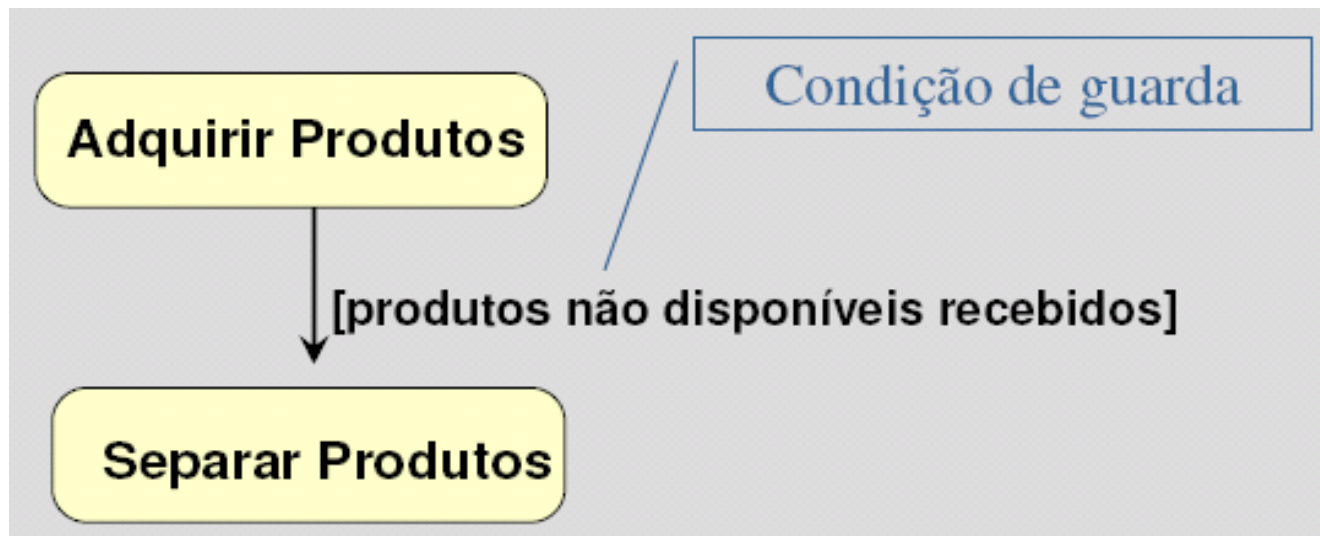 Condição de guarda
Adquirir Produtos
[produtos não disponíveis recebidos]
Separar Produtos